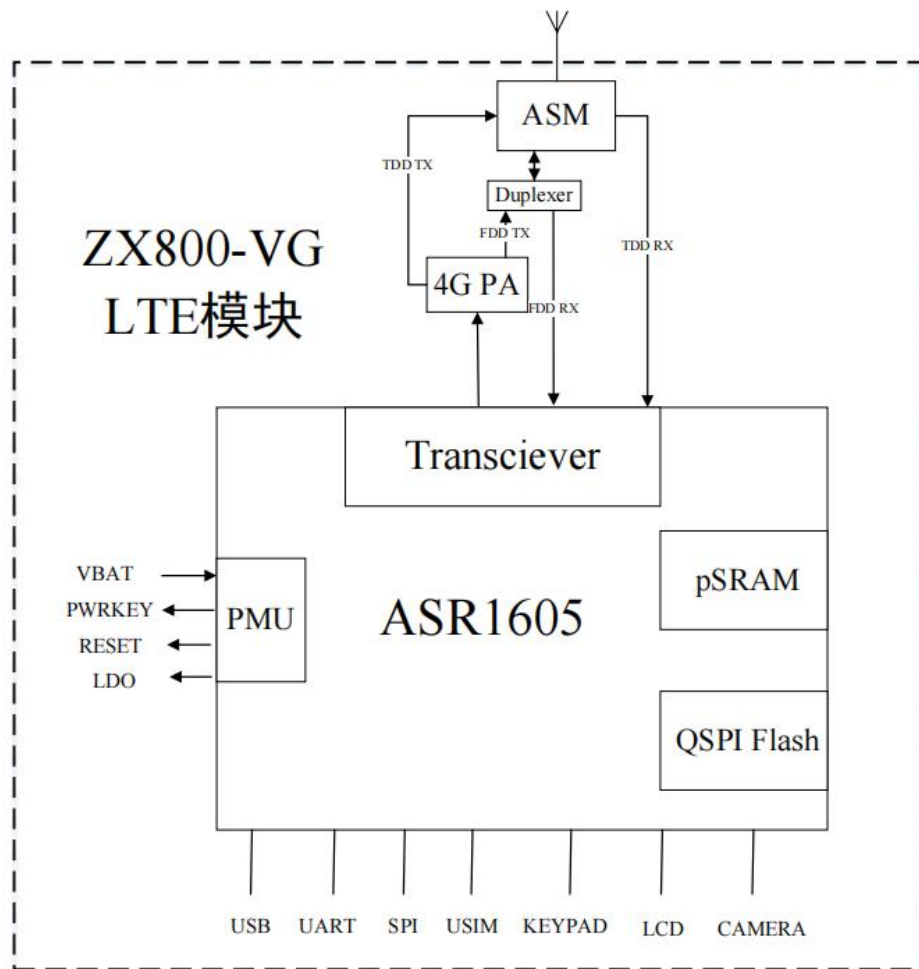 ASM
TDD TX
Duplexer
FDD TX
TDD RX
ZX800-VG
LTE模块
4G PA
FDD RX
Transciever
VBAT
PWRKEY
RESET
LDO
PMU
ASR1605
pSRAM
QSPI Flash
USB
UART
SPI
USIM
KEYPAD
LCD
CAMERA